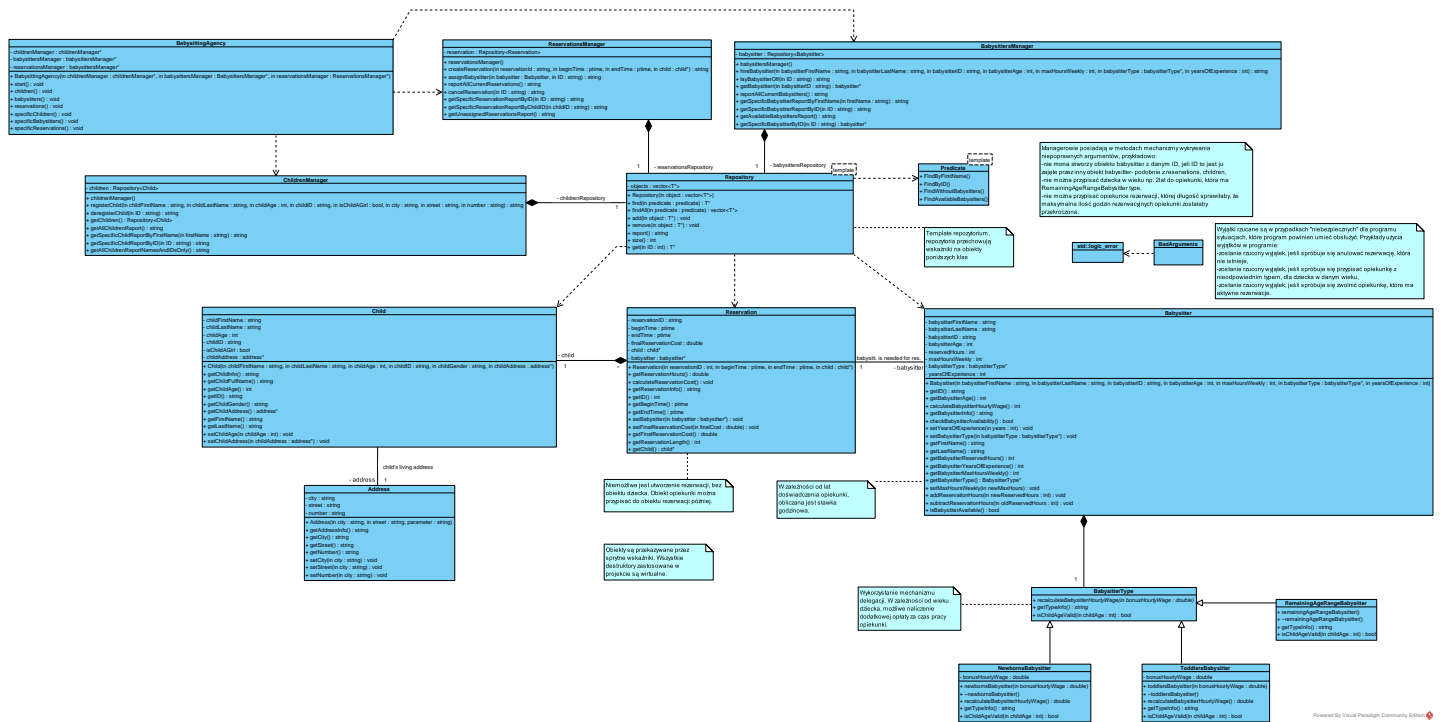 BabysittingAgency
- childrenManager : childrenManager*
- babysittersManager : babysittersManager*
- reservationsManager : reservationsManager*
+ BabysittingAgency(in childrenManager : childrenManager*, in babysittersManager : BabysittersManager*, in reservationsManager : ReservationsManager*)
+ start() : void
+ children() : void
+ babysitters() : void
+ reservations() : void
+ specificChildren() : void
+ specificBabysitters() : void
+ specificReservations() : void
ReservationsManager
- reservation : Repository<Reservation>
+ reservationsManager()
+ createReservation(in reservationId : string, in beginTime : ptime, in endTime : ptime, in child : child*) : string
+ assignBabysitter(in babysitter : Babysitter, in ID : string) : string
+ reportAllCurrentReservations() : string
+ cancelReservation(in ID : string) : string
+ getSpecificReservationReportByID(in ID : string) : string
+ getSpecificReservationReportByChildID(in childID : string) : string
+ getUnassignedReservationsReport() : string
BabysittersManager
- babysitter : Repository<Babysitter>
+ babysittersManager()
+ hireBabysitter(in babysitterFirstName : string, in babysitterLastName : string, in babysitterID : string, in babysitterAge : int, in maxHoursWeekly : int, in babysitterType : babysitterType*, in yearsOfExperience : int) : string
+ layBabysitterOff(in ID : string) : string
+ getBabysitter(in babysitterID : string) : babysitter*
+ reportAllCurrentBabysitters() : string
+ getSpecificBabysitterReportByFirstName(in firstName : string) : string
+ getSpecificBabysitterReportByID(in ID : string) : string
+ getAvailableBabysittersReport() : string
+ getSpecificBabysitterByID(in ID : string) : babysitter*
1
- reservationsRepository
1
- babysittersRepository
ChildrenManager
- children : Repository<Child>
+ childrenManager()
+ registerChild(in childFirstName : string, in childLastName : string, in childAge : int, in childID : string, in isChildAGirl : bool, in city : string, in street : string, in number : string) : string
+ deregisterChild(in ID : string) : string
+ getChildren() : Repository<Child>
+ getAllChildrenReport() : string
+ getSpecificChildReportByFirstName(in firstName : string) : string
+ getSpecificChildReportByID(in ID : string) : string
+ getAllChildrenReportNamesAndIDsOnly() : string
- childrenRepository
1
template
Repository
- objects : vector<T*>
+ Repository(in object : vector<T*>)
+ find(in predicate : predicate) : T*
+ findAll(in predicate : predicate) : vector<T*>
+ add(in object : T*) : void
+ remove(in object : T*) : void
+ report() : string
+ size() : int
+ get(in ID : int) : T*
template
Predicate
+ FindByFirstName()
+ FindByID()
+ FindWithoutBabysitters()
+ FindAvailableBabysitters()
Managerowie posiadają w metodach mechanizmy wykrywania
niepoprawnych argumentów, przykładowo:
-nie mona stworzy obiektu babysitter z danym ID, jeli ID to jest ju
zajęte przez inny obiekt babysitter- podobnie z reservations, children,
-nie można przypisać dziecka w wieku np. 2lat do opiekunki, która ma
RemainingAgeRangeBabysitter type,
-nie można przypisać opiekunce rezerwacji, której długość sprawiłaby, że
maksymalna ilość godzin rezerwacyjnych opiekunki zostałaby
przekroczona.
Template repozytorium,
repozytoria przechowują
wskaźniki na obiekty
poniższych klas
std::logic_error
BadArguments
Wyjątki rzucane są w przypadkach "niebezpiecznych" dla programu
sytuacjach, które program powinien umieć obsłużyć. Przykłady użycia
wyjątków w programie:
-zostanie rzucony wyjątek, jeśli spróbuje się anulować rezerwację, która
nie istnieje,
-zostanie rzucony wyjątek, jeśli spróbuje się przypisać opiekunkę z
nieodpowiednim typem, dla dziecka w danym wieku,
-zostanie rzucony wyjątek, jeśli spróbuje się zwolnić opiekunkę, która ma
aktywne rezerwacje.
Child
- childFirstName : string
- childLastName : string
- childAge : int
- childID : string
- isChildAGirl : bool
- childAddress : address*
+ Child(in childFirstName : string, in childLastName : string, in childAge : int, in childID : string, in childGender : string, in childAddress : address*)
+ getChildInfo() : string
+ getChildFullName() : string
+ getChildAge() : int
+ getID() : string
+ getChildGender() : string
+ getChildAddress() : address*
+ getFirstName() : string
+ getLastName() : string
+ setChildAge(in childAge : int) : void
+ setChildAddress(in childAddress : address*) : void
- child
1
Reservation
- reservationID : string
- beginTime : ptime
- endTime : ptime
- finalReservationCost : double
- child : child*
- babysitter : babysitter*
+ Reservation(in reservationID : int, in beginTime : ptime, in endTime : ptime, in child : child*)
+ getReservationHours() : double
+ calculateReservationCost() : void
+ getReservationInfo() : string
+ getID() : int
+ getBeginTime() : ptime
+ getEndTime() : ptime
+ setBabysitter(in babysitter : babysitter*) : void
+ setFinalReservationCost(in finalCost : double) : void
+ getFinalReservationCost() : double
+ getReservationLength() : int
+ getChild() : child*
babysitt. is needed for res.
1
- babysitter
Babysitter
- babysitterFirstName : string
- babysitterLastName : string
- babysitterID : string
- babysitterAge : int
- reservedHours : int
- maxHoursWeekly : int
- babysitterType : babysitterType*
- yearsOfExperience : int
+ Babysitter(in babysitterFirstName : string, in babysitterLastName : string, in babysitterID : string, in babysitterAge : int, in maxHoursWeekly : int, in babysitterType : babysitterType*, in yearsOfExperience : int)
+ getID() : string
+ getBabysitterAge() : int
+ calculateBabysitterHourlyWage() : int
+ getBabysitterInfo() : string
+ checkBabysitterAvailability() : bool
+ setYearsOfExperience(in years : int) : void
+ setBabysitterType(in babysitterType : babysitterType*) : void
+ getFirstName() : string
+ getLastName() : string
+ getBabysitterReservedHours() : int
+ getBabysitterYearsOfExperience() : int
+ getBabysitterMaxHoursWeekly() : int
+ getBabysitterType() : BabysitterType*
+ setMaxHoursWeekly(in newMaxHours) : void
+ addReservationHours(in newReservedHours : int) : void
+ subtractReservationHours(in oldReservedHours : int) : void
+ isBabysitterAvailable() : bool
child's living address
- address
1
Address
- city : string
- street : string
- number : string
+ Address(in city : string, in street : string, parameter : string)
+ getAddressInfo() : string
+ getCity() : string
+ getStreet() : string
+ getNumber() : string
+ setCity(in city : string) : void
+ setStreet(in city : string) : void
+ setNumber(in city : string) : void
Niemożliwe jest utworzenie rezerwacji, bez
obiektu dziecka. Obiekt opiekunki można
przypisać do obiektu rezerwacji później.
W zależności od lat
doświadczenia opiekunki,
obliczana jest stawka
godzinowa.
Obiekty są przekazywane przez
sprytne wskaźniki. Wszystkie
destruktory zastosowane w
projekcie są wirtualne.
Wykorzystanie mechanizmu
delegacji. W zależności od wieku
dziecka, możliwe naliczenie
dodatkowej opłaty za czas pracy
opiekunki.
1
BabysitterType
+ recalculateBabysitterHourlyWage(in bonusHourlyWage : double)
+ getTypeInfo() : string
+ isChildAgeValid(in childAge : int) : bool
RemainingAgeRangeBabysitter
+ remainingAgeRangeBabysitter()
+ ~remainingAgeRangeBabysitter()
+ getTypeInfo() : string
+ isChildAgeValid(in childAge : int) : bool
NewbornsBabysitter
- bonusHourlyWage : double
+ newbornsBabysitter(in bonusHourlyWage : double)
+ ~newbornsBabysitter()
+ recalculateBabysitterHourlyWage() : double
+ getTypeInfo() : string
+ isChildAgeValid(in childAge : int) : bool
ToddlersBabysitter
- bonusHourlyWage : double
+ toddlersBabysitter(in bonusHourlyWage : double)
+ ~toddlersBabysitter()
+ recalculateBabysitterHourlyWage() : double
+ getTypeInfo() : string
+ isChildAgeValid(in childAge : int) : bool
Powered By Visual Paradigm Community Edition